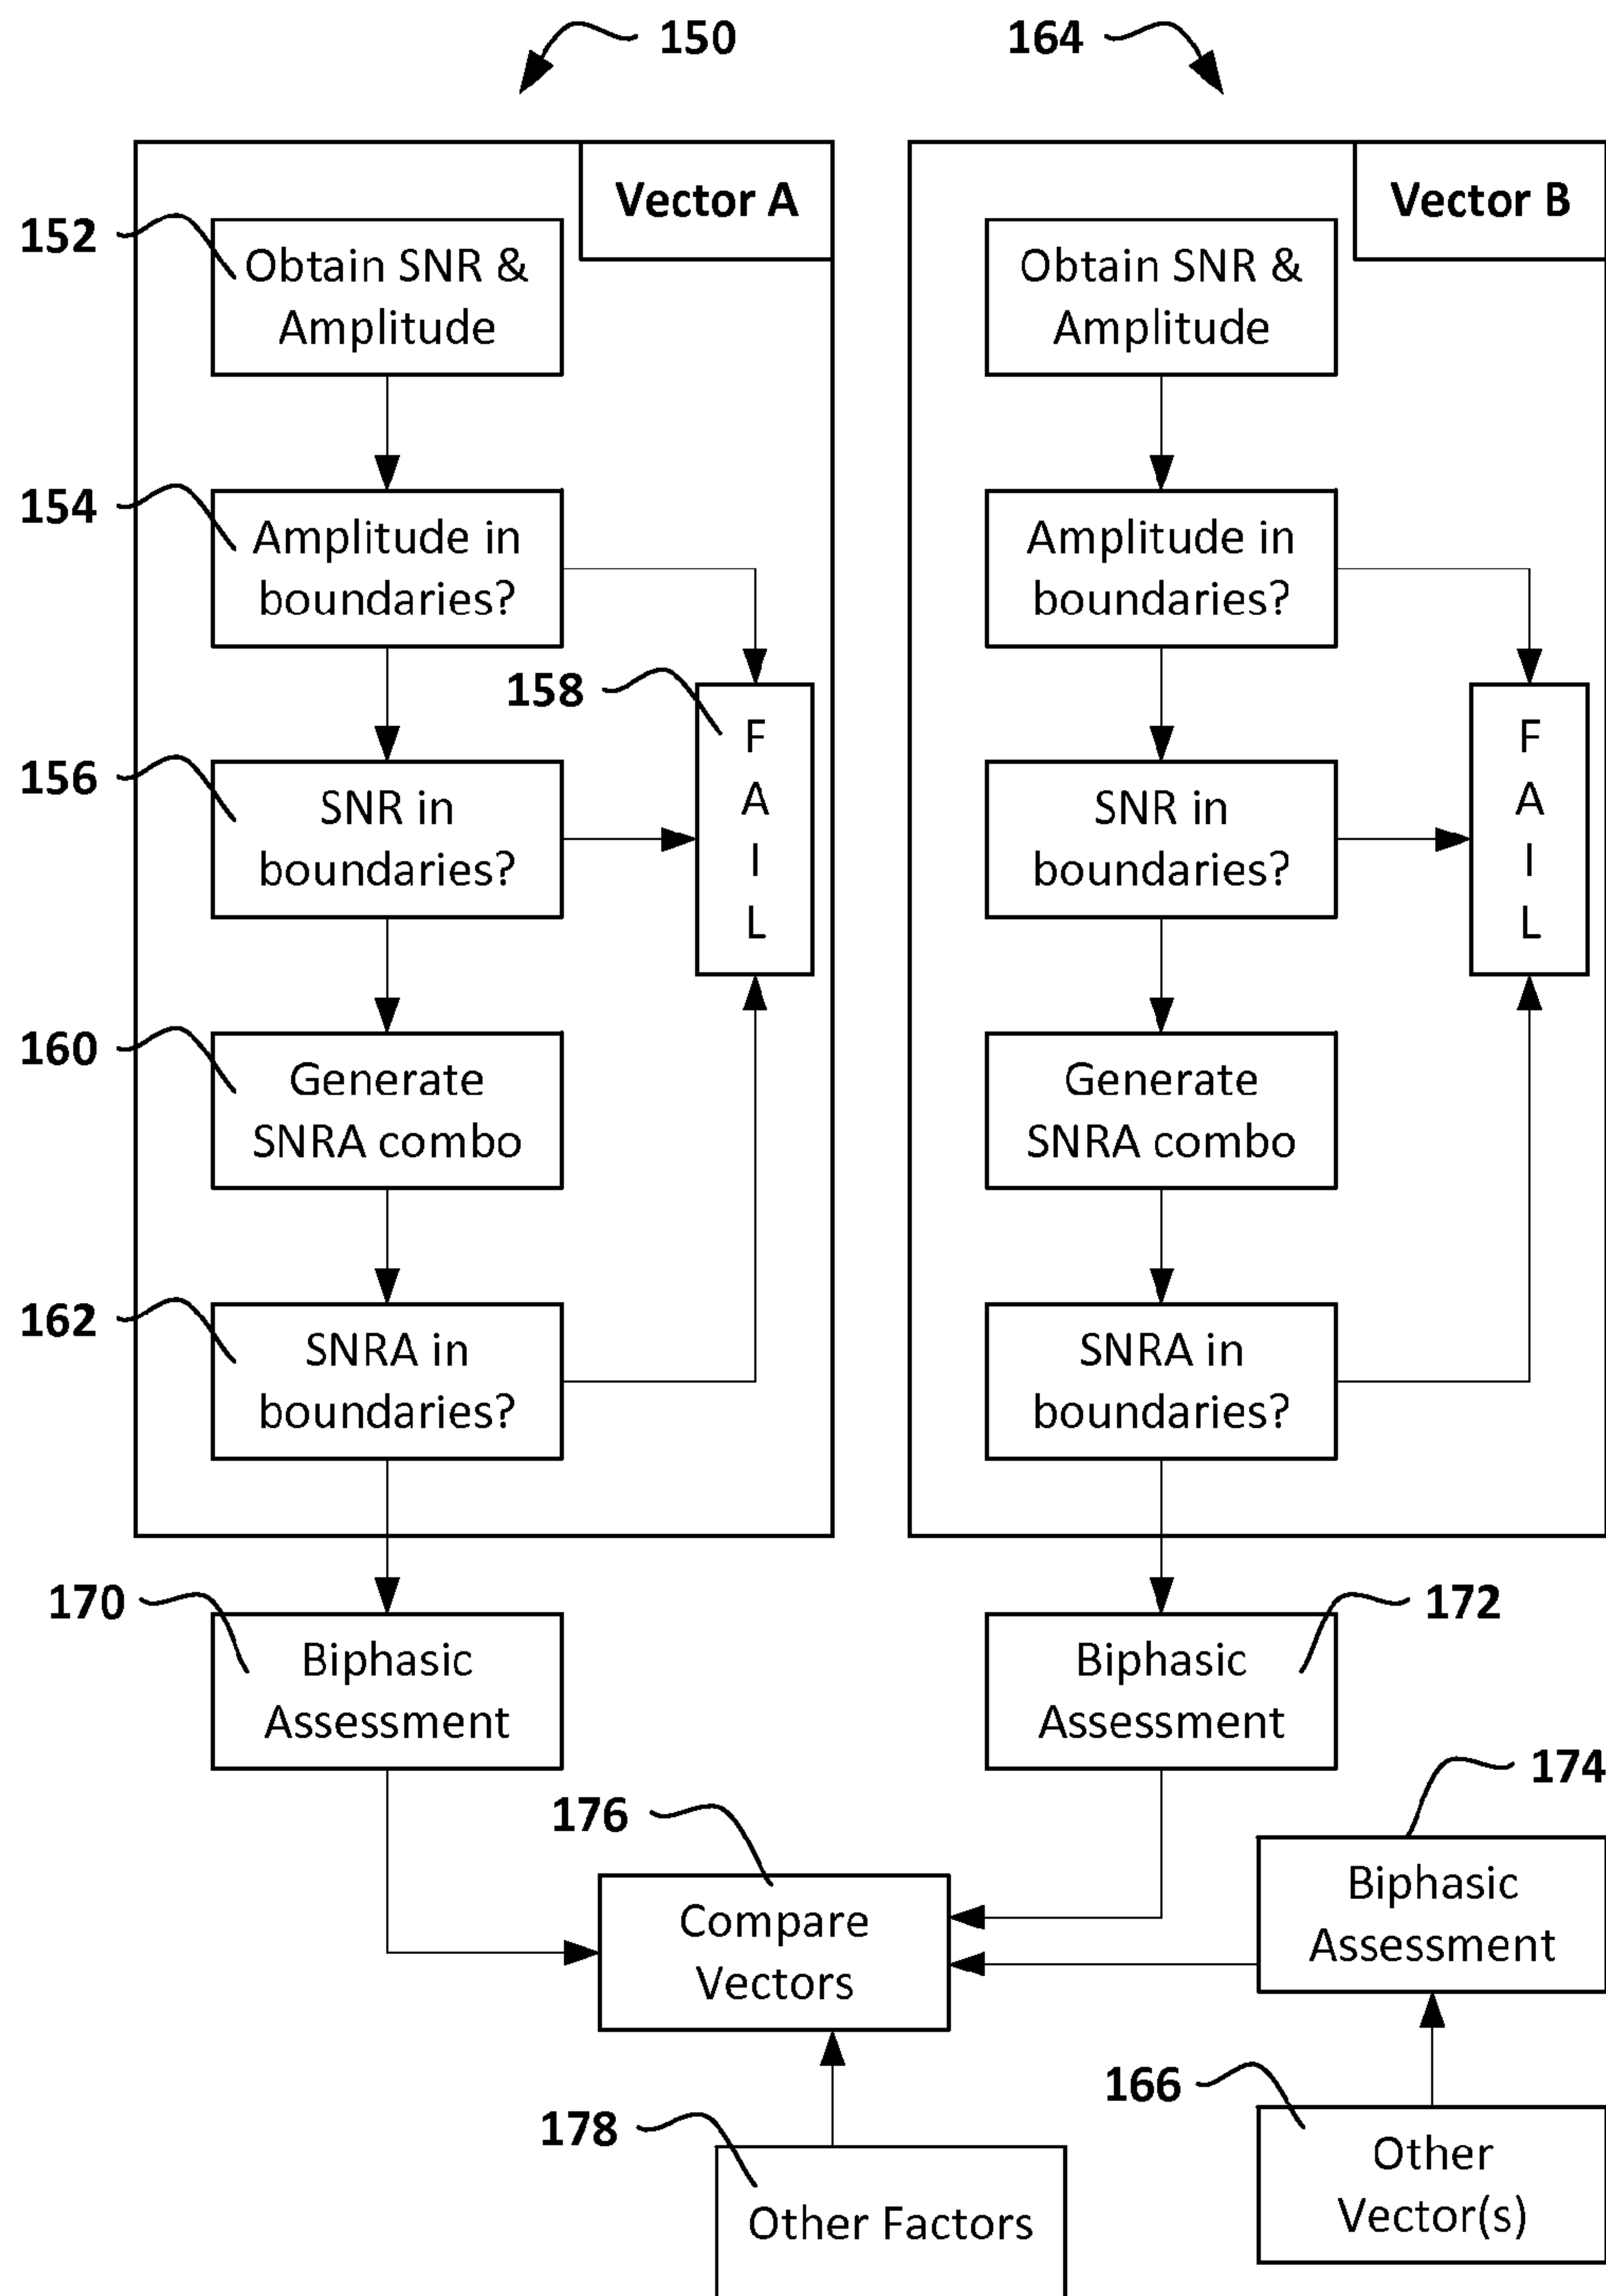 150
164
Vector A
Vector B
152
Obtain SNR &
Amplitude
Obtain SNR &
Amplitude
154
Amplitude in
boundaries?
Amplitude in
boundaries?
158
F
A
I
L
F
A
I
L
156
SNR in
boundaries?
SNR in
boundaries?
160
Generate
SNRA combo
Generate
SNRA combo
162
SNRA in
boundaries?
SNRA in
boundaries?
170
Biphasic
Assessment
172
Biphasic
Assessment
174
Biphasic
Assessment
176
Compare
Vectors
166
Other
Vector(s)
178
Other Factors